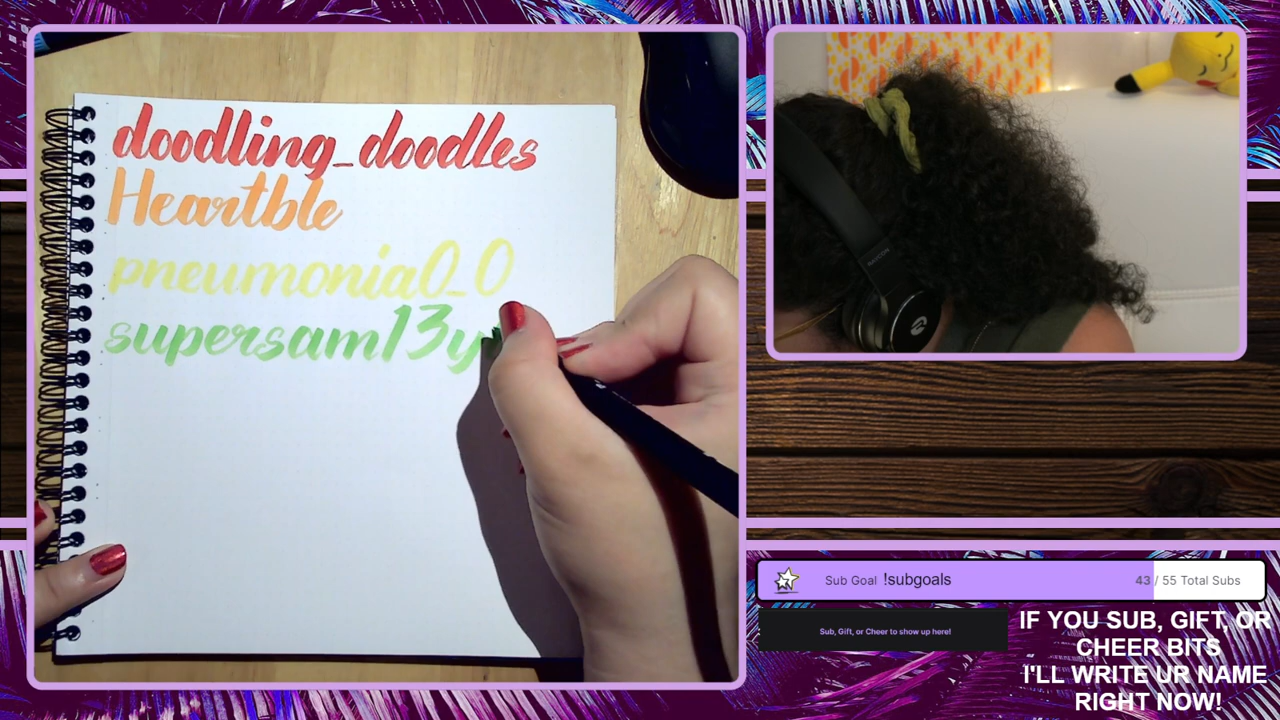 doodling_doodles
Heartble
pneumonia0_0
supersam13y
Sub Goal !subgoals
43 / 55 Total Subs
Sub, Gift, or Cheer to show up here!
IF YOU SUB, GIFT, OR
CHEER BITS
I'LL WRITE UR NAME
RIGHT NOW!